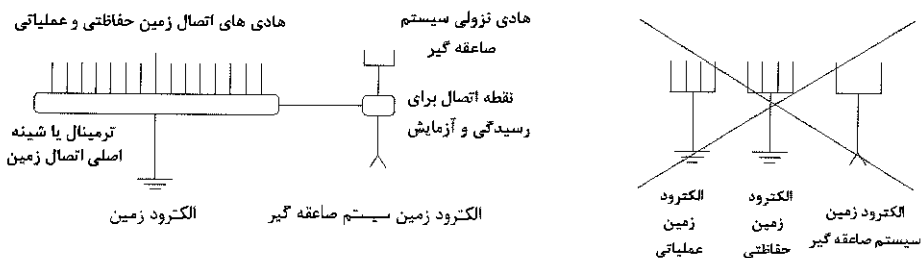 هادی های اتصال زمین حفاظتی و عملیاتی
هادی نزولی سیستم
صاعقه گیر
نقطه اتصال برای
رسیدگی و آزمایش
ترمینال یا شینه
اصلی اتصال زمین
الکترود زمین
الکترود زمین سیستم صاعقه گیر
الکترود
زمین
عملیاتی
الکترود
زمین
حفاظتی
الکترود زمین
سیستم صاعقه گیر